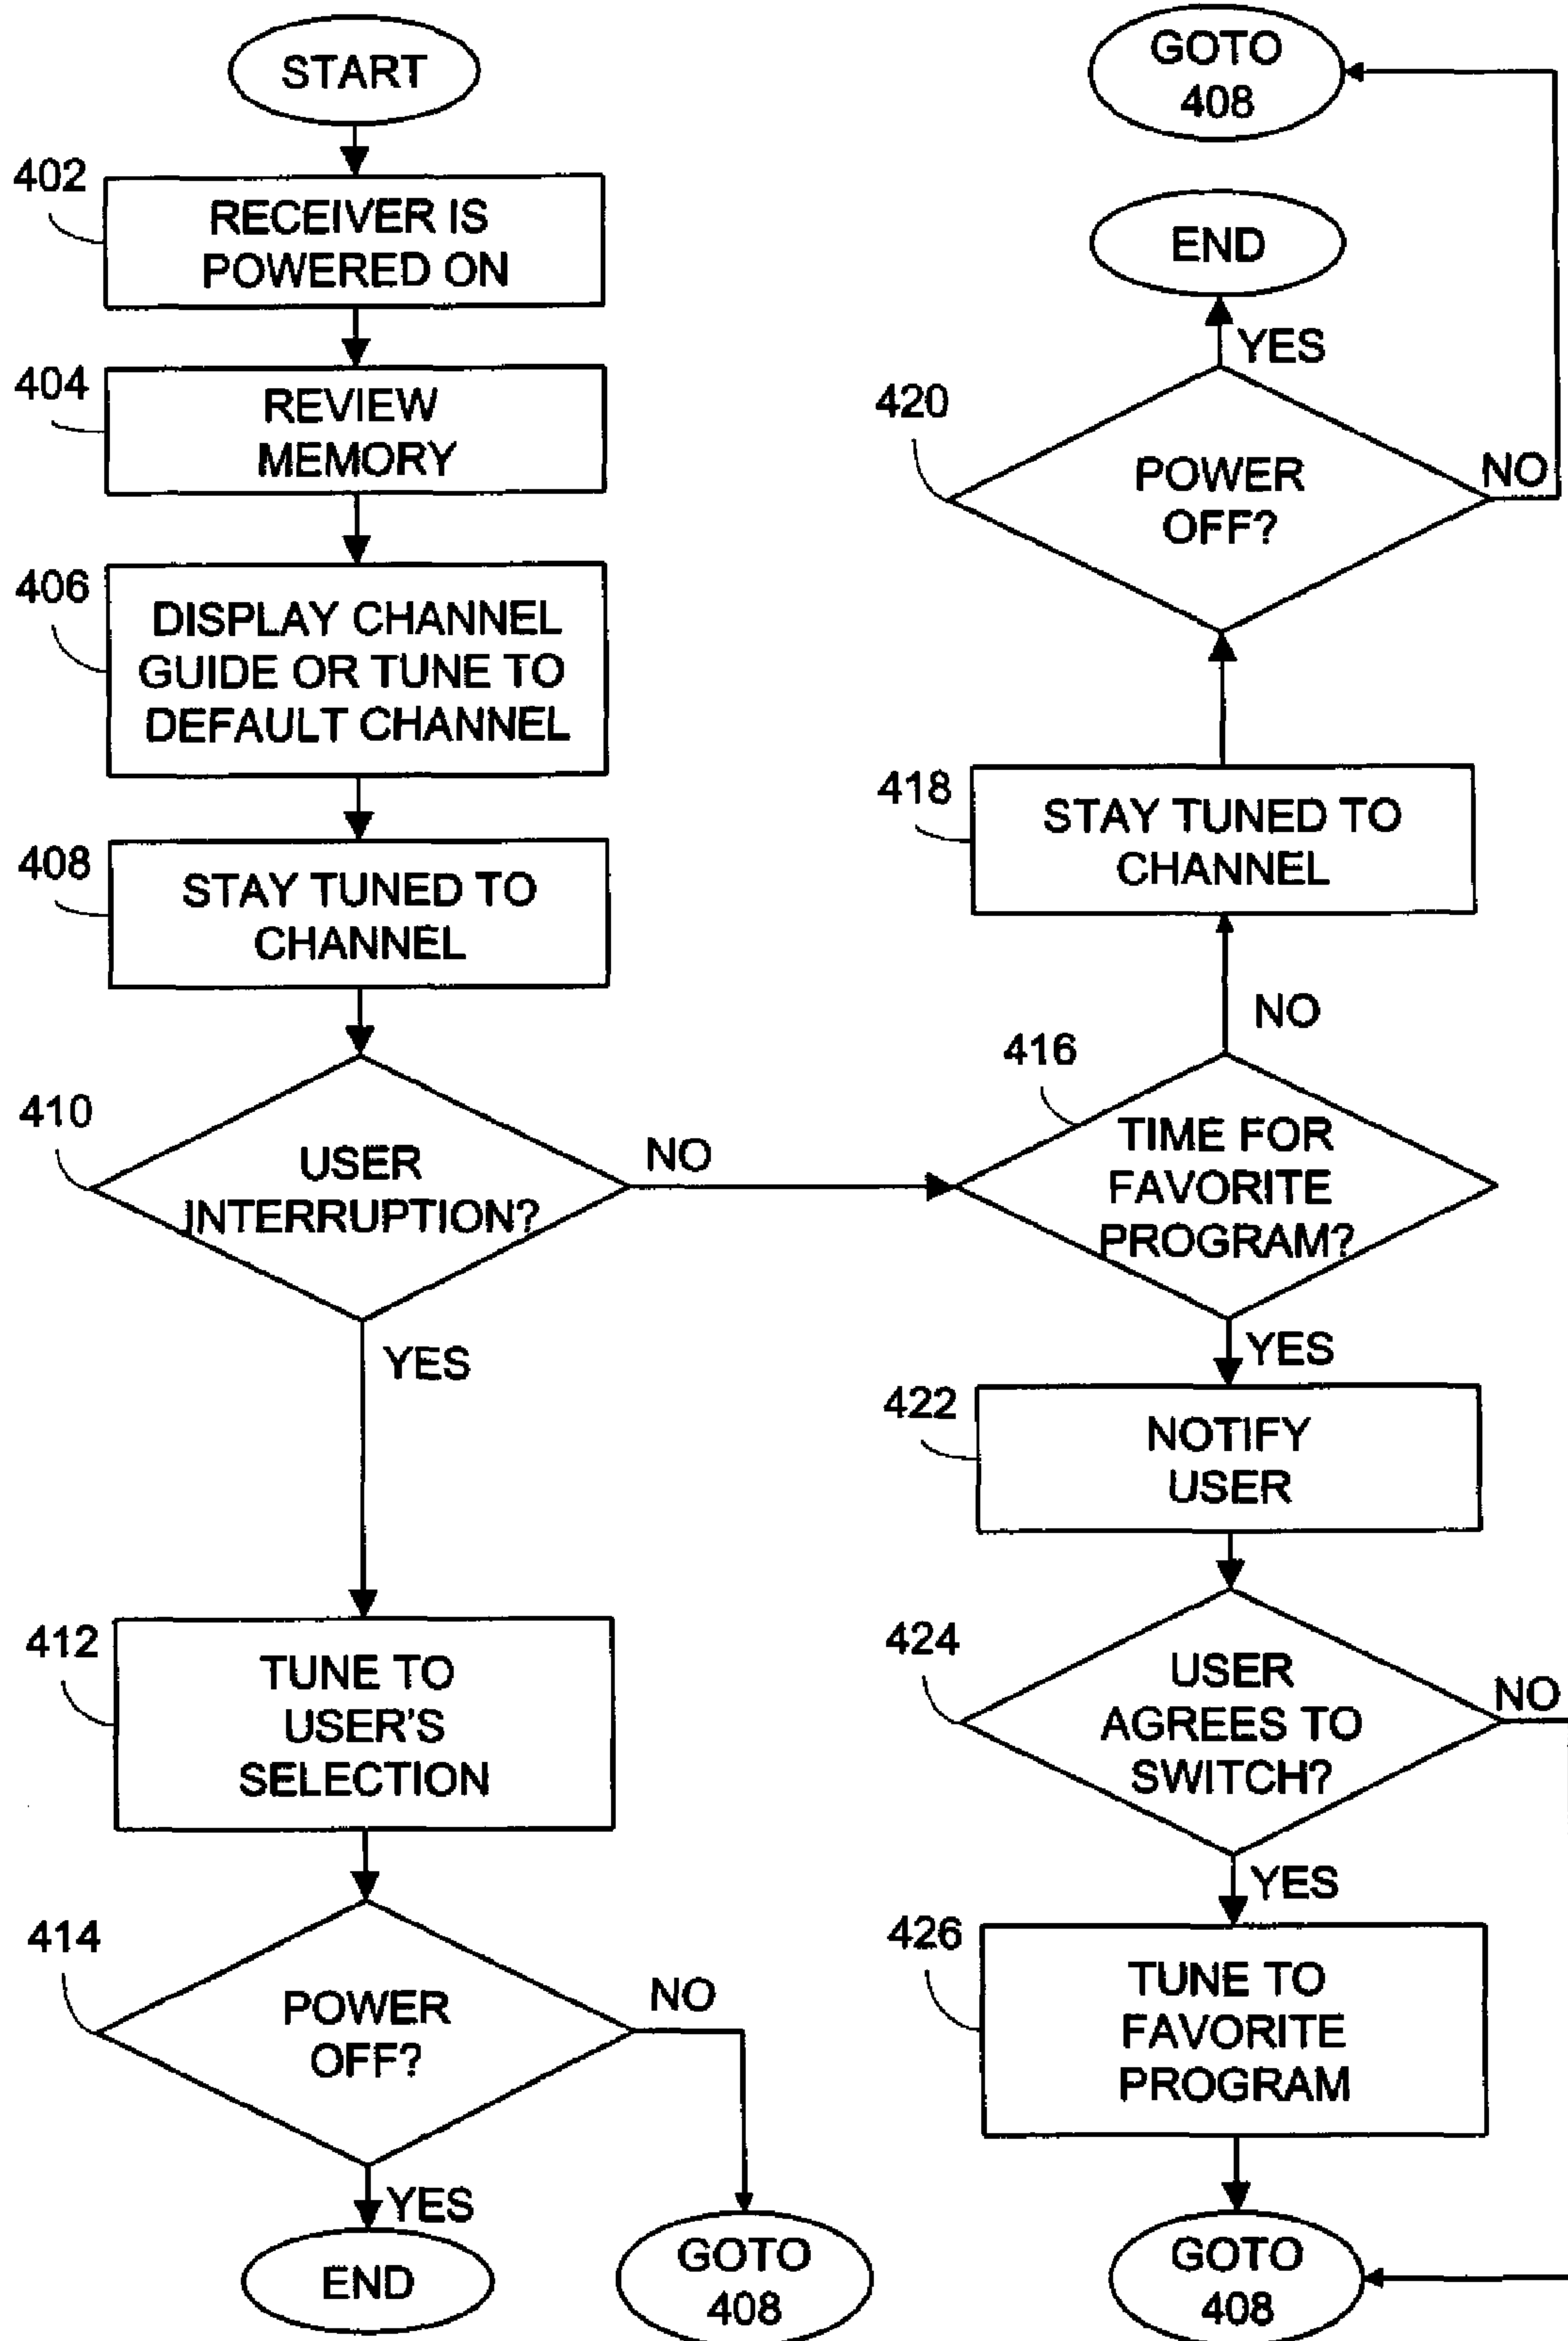 START
402
RECEIVER IS
POWERED ON
404
REVIEW
MEMORY
406
DISPLAY CHANNEL
GUIDE OR TUNE TO
DEFAULT CHANNEL
408
STAY TUNED TO
CHANNEL
410
USER
INTERRUPTION?
NO
YES
412
TUNE TO
USER'S
SELECTION
414
POWER
OFF?
NO
YES
END
GOTO
408
GOTO
408
END
YES
420
POWER
OFF?
NO
418
STAY TUNED TO
CHANNEL
NO
416
TIME FOR
FAVORITE
PROGRAM?
YES
422
NOTIFY
USER
424
USER
AGREES TO
SWITCH?
NO
YES
426
TUNE TO
FAVORITE
PROGRAM
GOTO
408